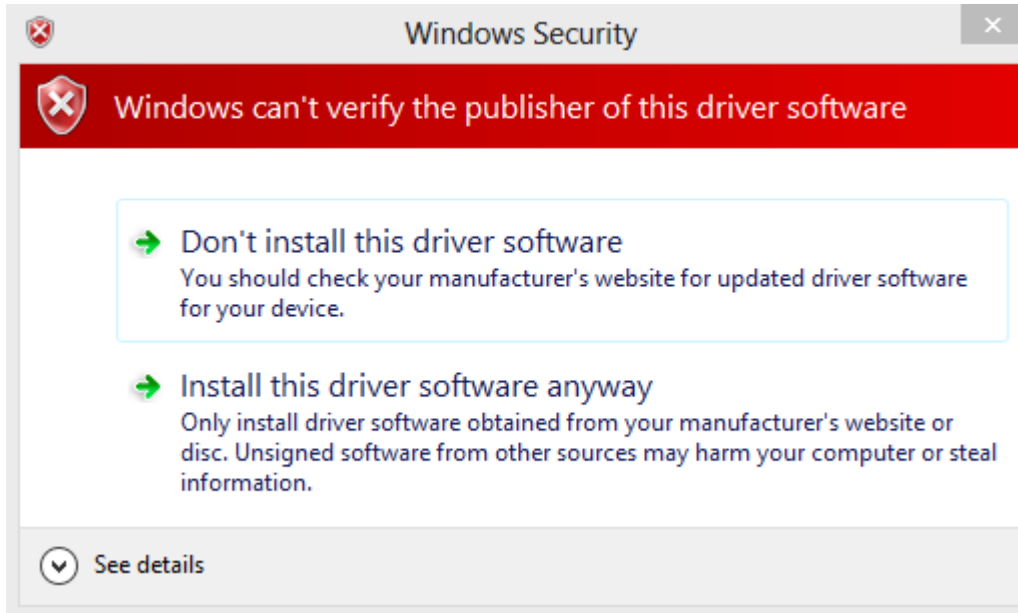 Windows Security
Windows can't verify the publisher of this driver software
Don't install this driver software
You should check your manufacturer's website for updated driver software
for your device.
Install this driver software anyway
Only install driver software obtained from your manufacturer's website or
disc. Unsigned software from other sources may harm your computer or steal
information.
See details